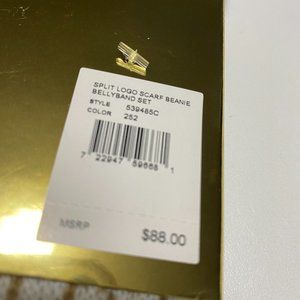 SPLIT LOGO SCARF BEANIE
BELLYBAND SET
STYLE 539485C
COLOR 252
7 22947 59668 1
MSRP $88.00